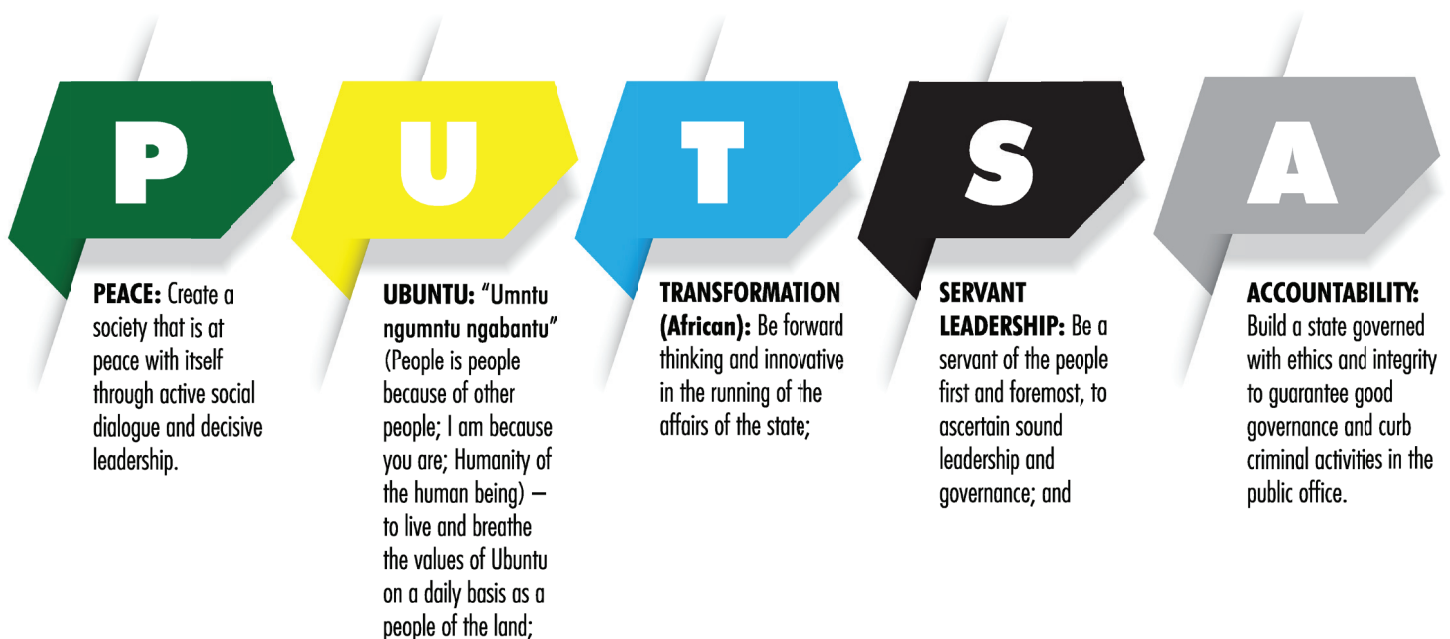 P
U
T
S
A
PEACE: Create a
society that is at
peace with itself
through active social
dialogue and decisive
leadership.
UBUNTU: “Umntu
ngumntu ngabantu”
(People is people
because of other
people; I am because
you are; Humanity of
the human being) –
to live and breathe
the values of Ubuntu
on a daily basis as a
people of the land;
TRANSFORMATION
(African): Be forward
thinking and innovative
in the running of the
affairs of the state;
SERVANT
LEADERSHIP: Be a
servant of the people
first and foremost, to
ascertain sound
leadership and
governance; and
ACCOUNTABILITY:
Build a state governed
with ethics and integrity
to guarantee good
governance and curb
criminal activities in the
public office.